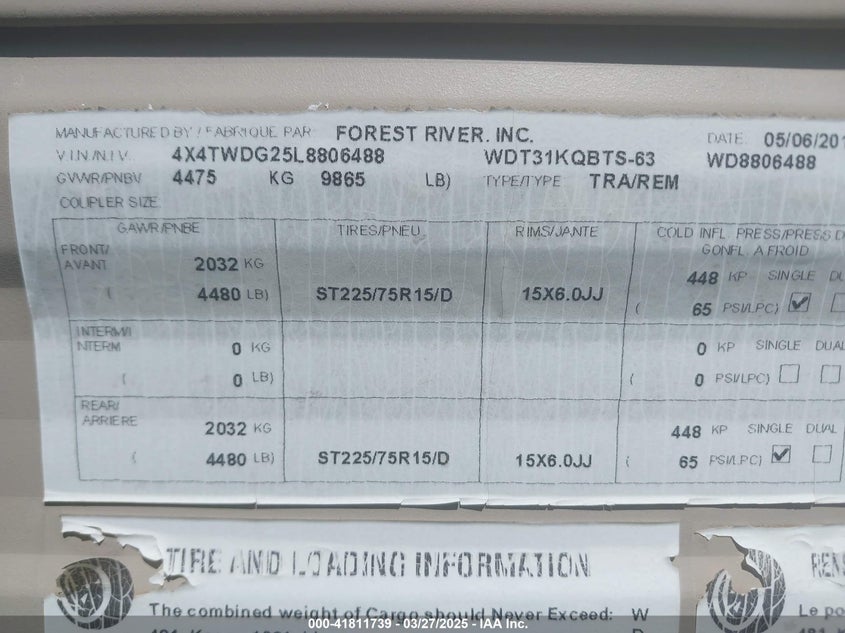 MANUFACTURED BY / FABRIQUE PAR FOREST RIVER. INC. DATE. 05/06/201
V I N /N.I.V. 4X4TWDG25L8806488 WDT31KQBTS-63 WD8806488
GVWR/PNBV 4475 KG 9865 LB) TYPE/TYPE TRA/REM
COUPLER SIZE
GAWR/PNBE TIRES/PNEU RIMS/JANTE COLD INFL. PRESS/PRESS D
GONFL. A FROID
FRONT/
AVANT 2032 KG 448 KP SINGLE DU
( 4480 LB) ST225/75R15/D 15X6.0JJ ( 65 PSI/LPC)
INTERM/I
NTERM 0 KG 0 KP SINGLE DUAL
( 0 LB) ( 0 PSI/LPC)
REAR/
ARRIERE 2032 KG 448 KP SINGLE DUAL
( 4480 LB) ST225/75R15/D 15X6.0JJ ( 65 PSI/LPC)
TIRE AND LOADING INFORMATION
The combined weight of Cargo should Never Exceed: W
Le po
000-41811739 - 03/27/2025 - IAA Inc.